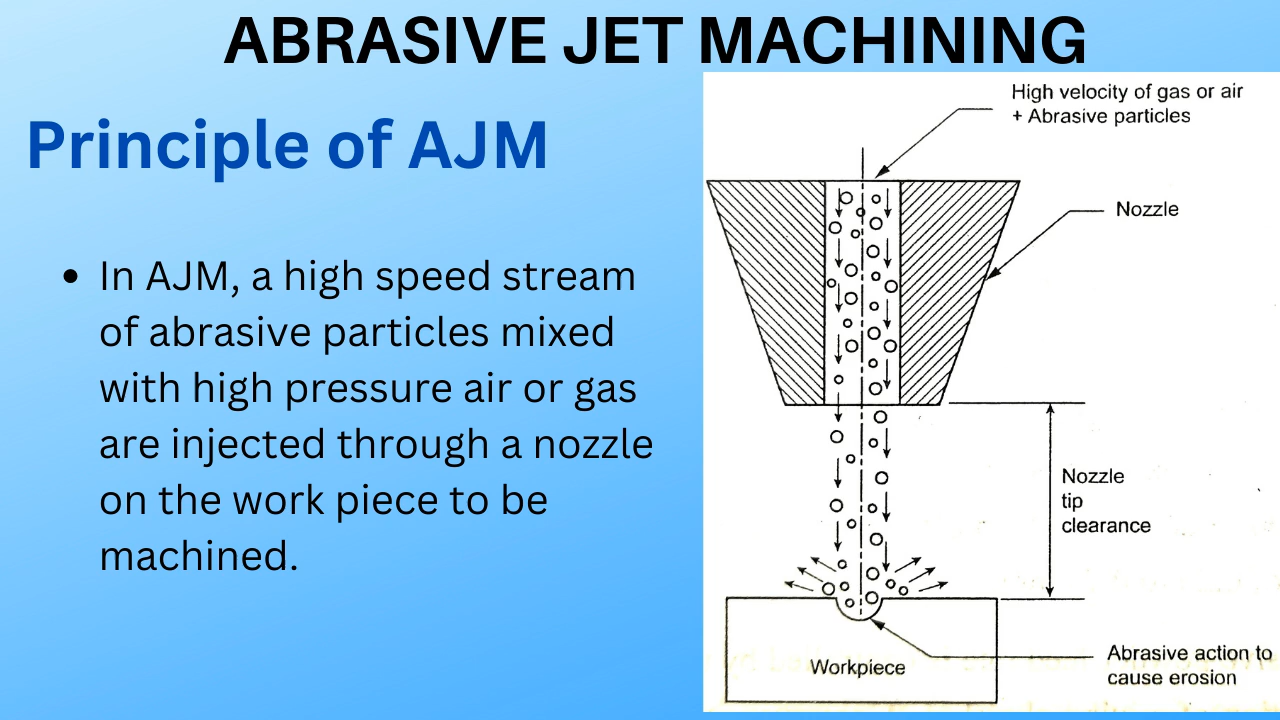 ABRASIVE JET MACHINING
Principle of AJM
• In AJM, a high speed stream
of abrasive particles mixed
with high pressure air or gas
are injected through a nozzle
on the work piece to be
machined.
High velocity of gas or air
+ Abrasive particles
Nozzle
Nozzle
tip
clearance
Abrasive action to
cause erosion
Workpiece